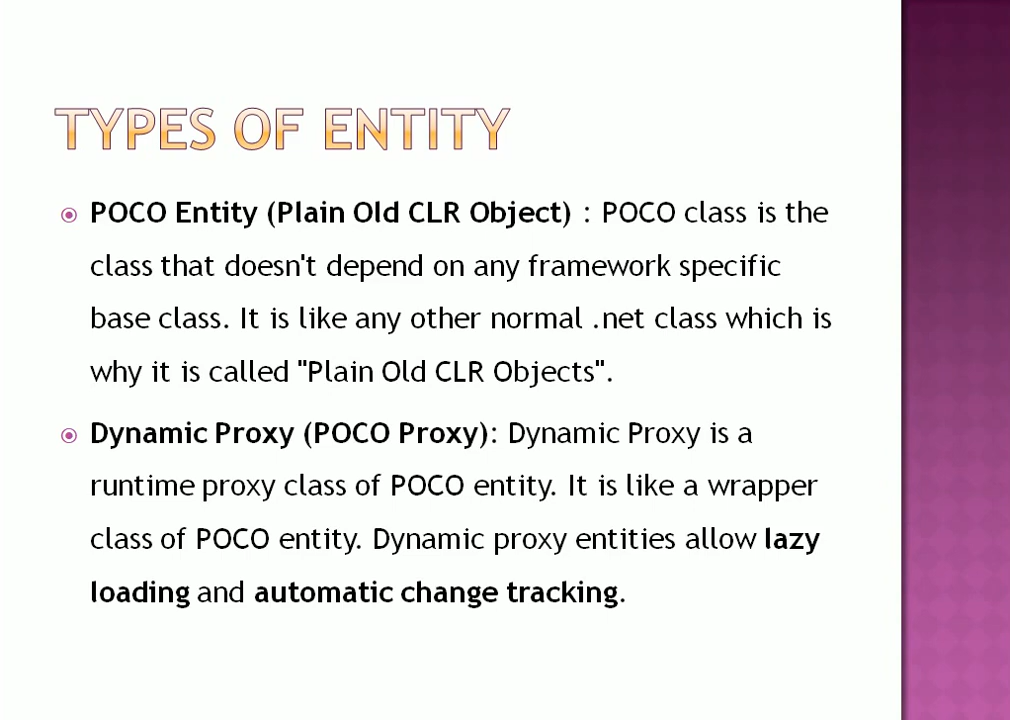 TYPES OF ENTITY
POCO Entity (Plain Old CLR Object) : POCO class is the
class that doesn't depend on any framework specific
base class. It is like any other normal .net class which is
why it is called "Plain Old CLR Objects".
Dynamic Proxy (POCO Proxy): Dynamic Proxy is a
runtime proxy class of POCO entity. It is like a wrapper
class of POCO entity. Dynamic proxy entities allow lazy
loading and automatic change tracking.